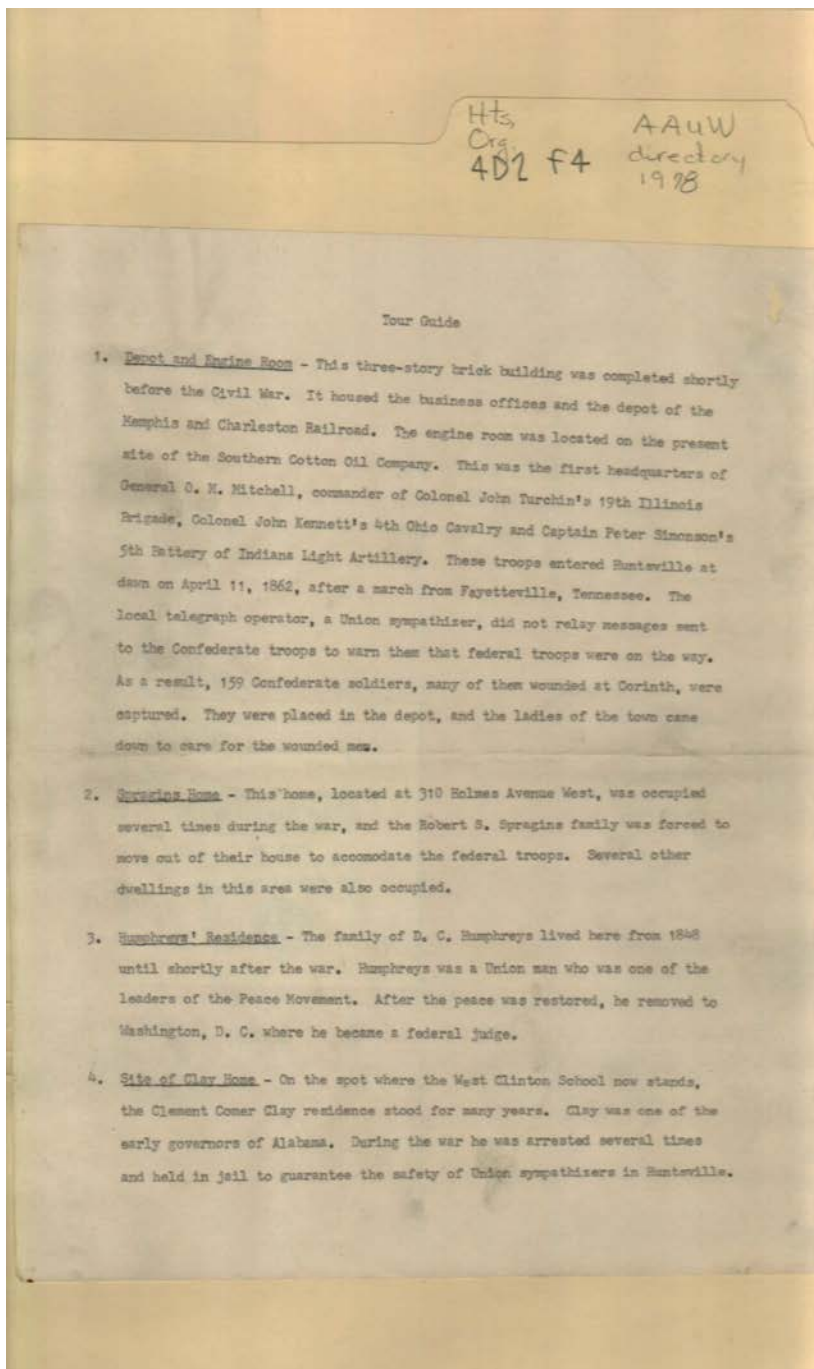 Hts,
Org.
4D2 F4
AAUW
directory
1978
Tour Guide
1. Depot and Engine Room - This three-story brick building was completed shortly
before the Civil War. It housed the business offices and the depot of the
Memphis and Charleston Railroad. The engine room was located on the present
site of the Southern Cotton Oil Company. This was the first headquarters of
General O. M. Mitchell, commander of Colonel John Turchin's 19th Illinois
Brigade, Colonel John Kennett's 4th Ohio Cavalry and Captain Peter Simonson's
5th Battery of Indiana Light Artillery. These troops entered Huntsville at
dawn on April 11, 1862, after a march from Fayetteville, Tennessee. The
local telegraph operator, a Union sympathizer, did not relay messages sent
to the Confederate troops to warn them that federal troops were on the way.
As a result, 159 Confederate soldiers, many of them wounded at Corinth, were
captured. They were placed in the depot, and the ladies of the town came
down to care for the wounded men.
2. Spragins Home - This home, located at 310 Holmes Avenue West, was occupied
several times during the war, and the Robert S. Spragins family was forced to
move out of their house to accomodate the federal troops. Several other
dwellings in this area were also occupied.
3. Humphreys' Residence - The family of D. C. Humphreys lived here from 1848
until shortly after the war. Humphreys was a Union man who was one of the
leaders of the Peace Movement. After the peace was restored, he removed to
Washington, D. C. where he became a federal judge.
4. Site of Clay Home - On the spot where the West Clinton School now stands,
the Clement Comer Clay residence stood for many years. Clay was one of the
early governors of Alabama. During the war he was arrested several times
and held in jail to guarantee the safety of Union sympathizers in Huntsville.